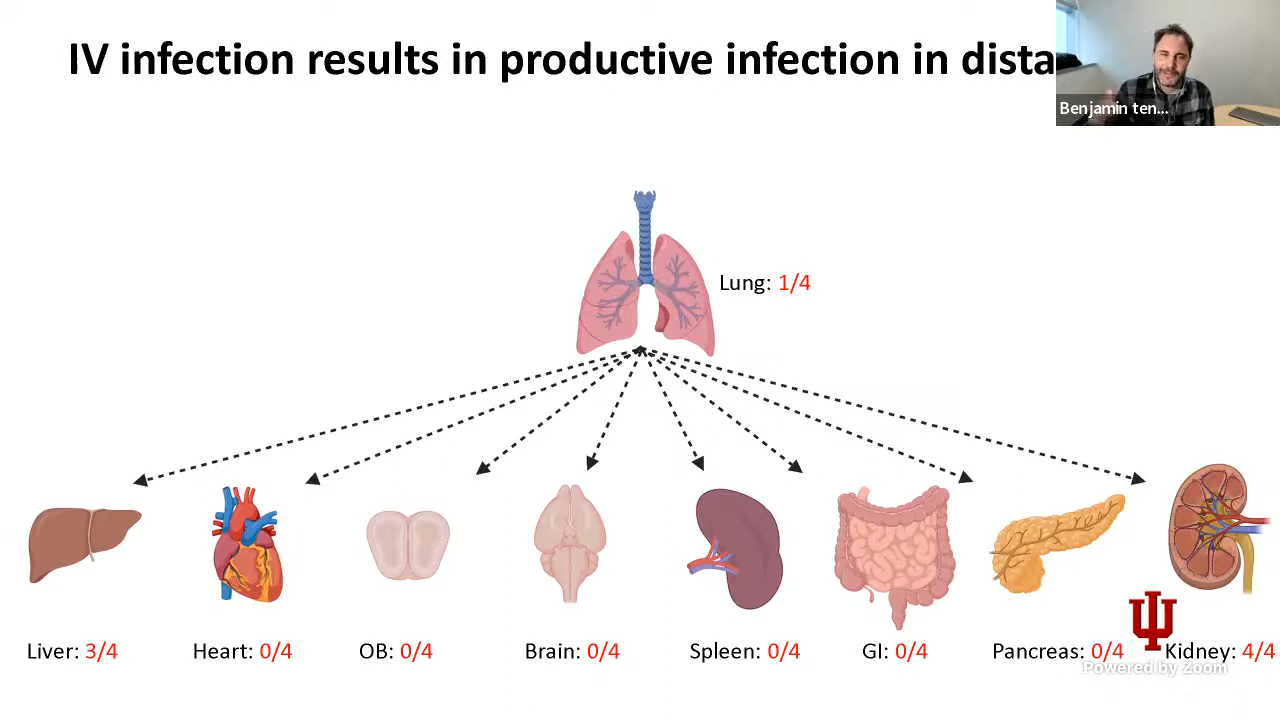 IV infection results in productive infection in dista
Benjamin ten...
Lung: 1/4
Liver: 3/4
Heart: 0/4
OB: 0/4
Brain: 0/4
Spleen: 0/4
GI: 0/4
Pancreas: 0/4
Kidney: 4/4
Powered by Zoom